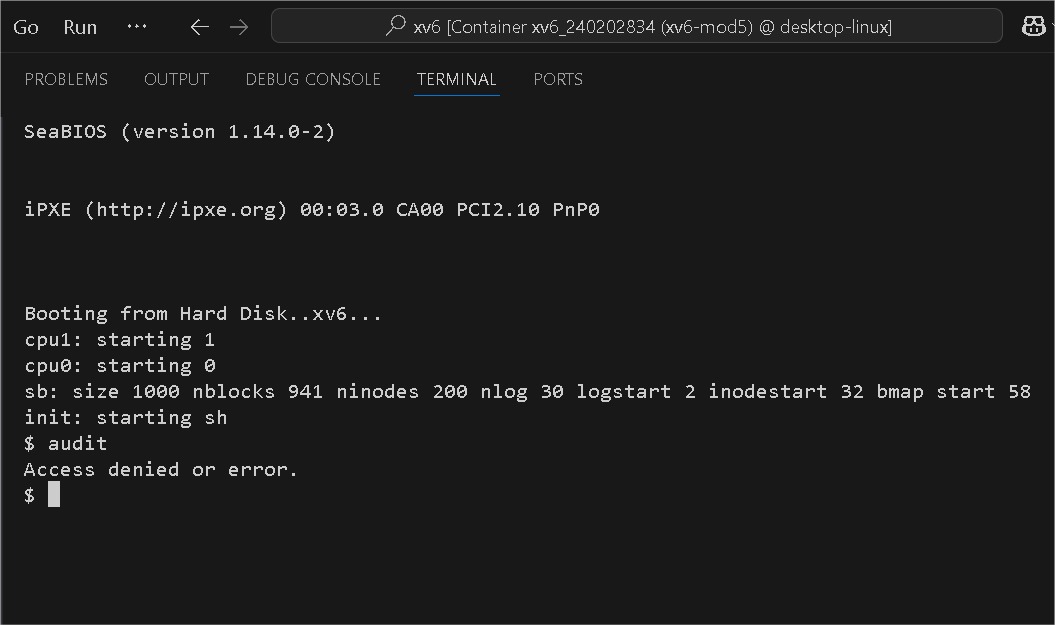 Go Run ··· xv6 [Container xv6_240202834 (xv6-mod5) @ desktop-linux]
PROBLEMS OUTPUT DEBUG CONSOLE TERMINAL PORTS
SeaBIOS (version 1.14.0-2)
iPXE (http://ipxe.org) 00:03.0 CA00 PCI2.10 PnP0
Booting from Hard Disk..xv6...
cpu1: starting 1
cpu0: starting 0
sb: size 1000 nblocks 941 ninodes 200 nlog 30 logstart 2 inodestart 32 bmap start 58
init: starting sh
$ audit
Access denied or error.
$